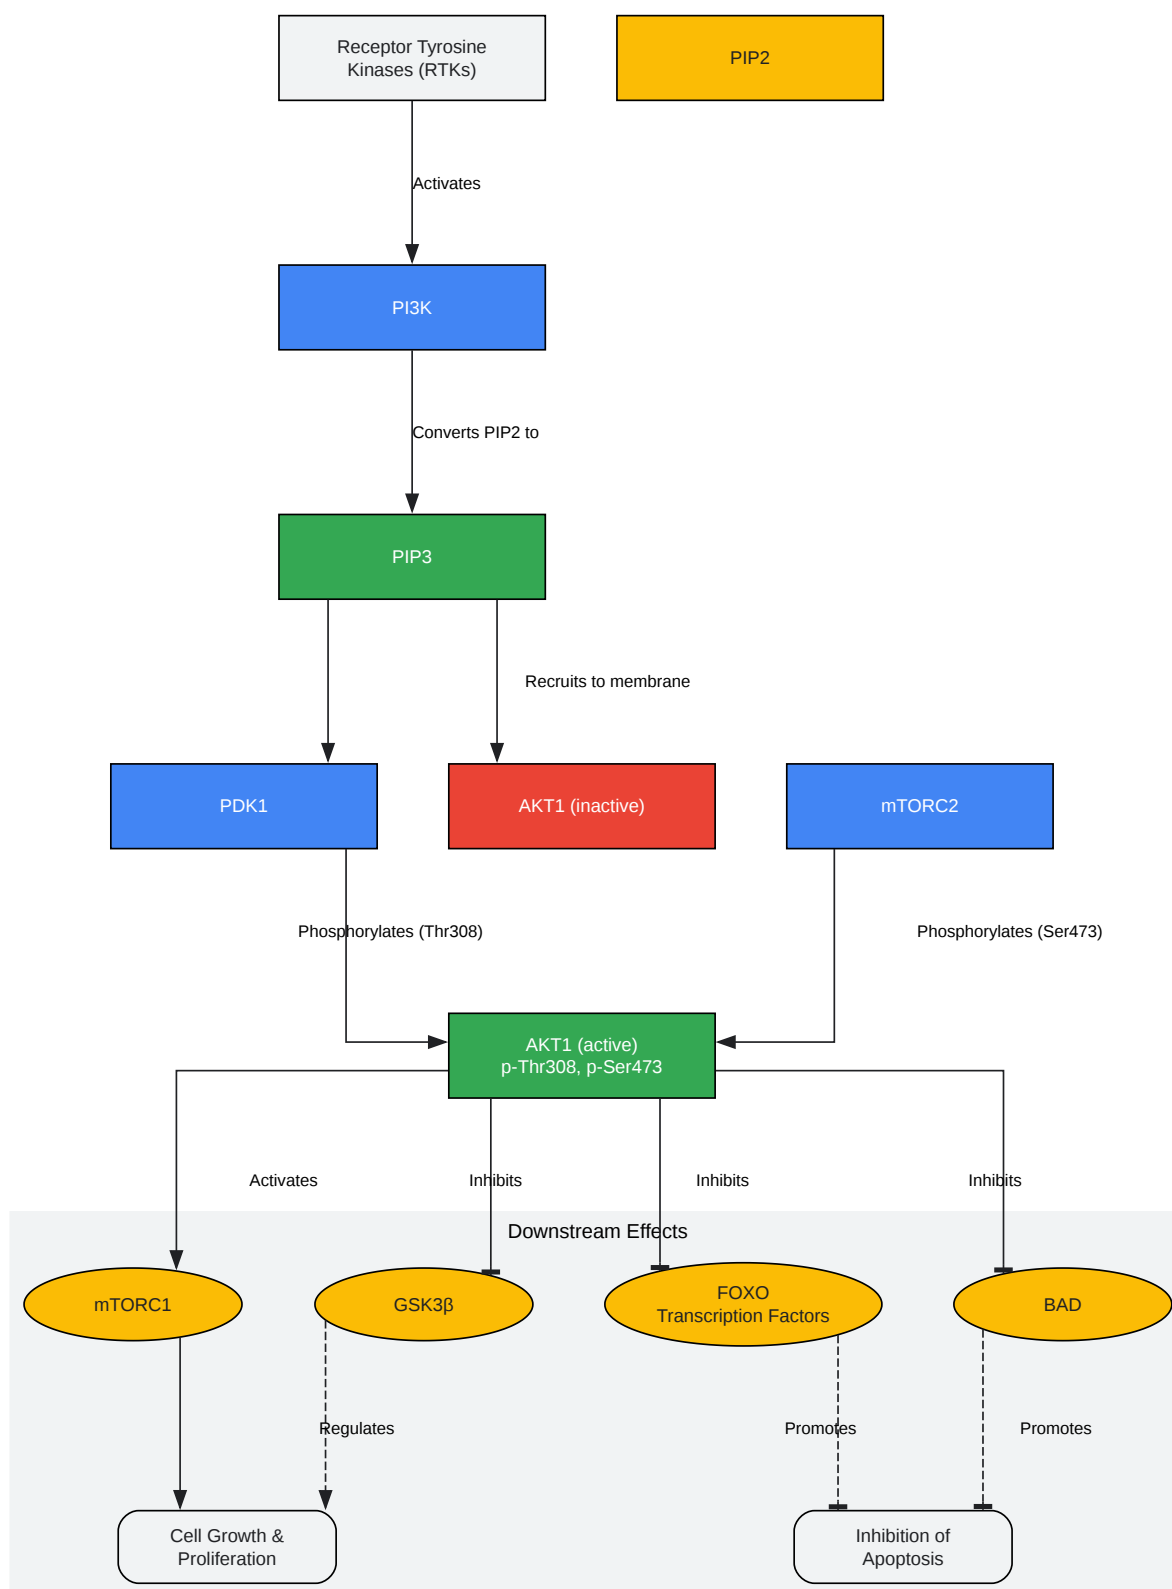 Receptor Tyrosine
Kinases (RTKs)
PIP2
Activates
PI3K
Converts PIP2 to
PIP3
Recruits to membrane
PDK1
AKT1 (inactive)
mTORC2
Phosphorylates (Thr308)
Phosphorylates (Ser473)
AKT1 (active)
p-Thr308, p-Ser473
Activates
Inhibits
Inhibits
Inhibits
Downstream Effects
mTORC1
GSK3β
FOXO
Transcription Factors
BAD
Regulates
Promotes
Promotes
Cell Growth &
Proliferation
Inhibition of
Apoptosis